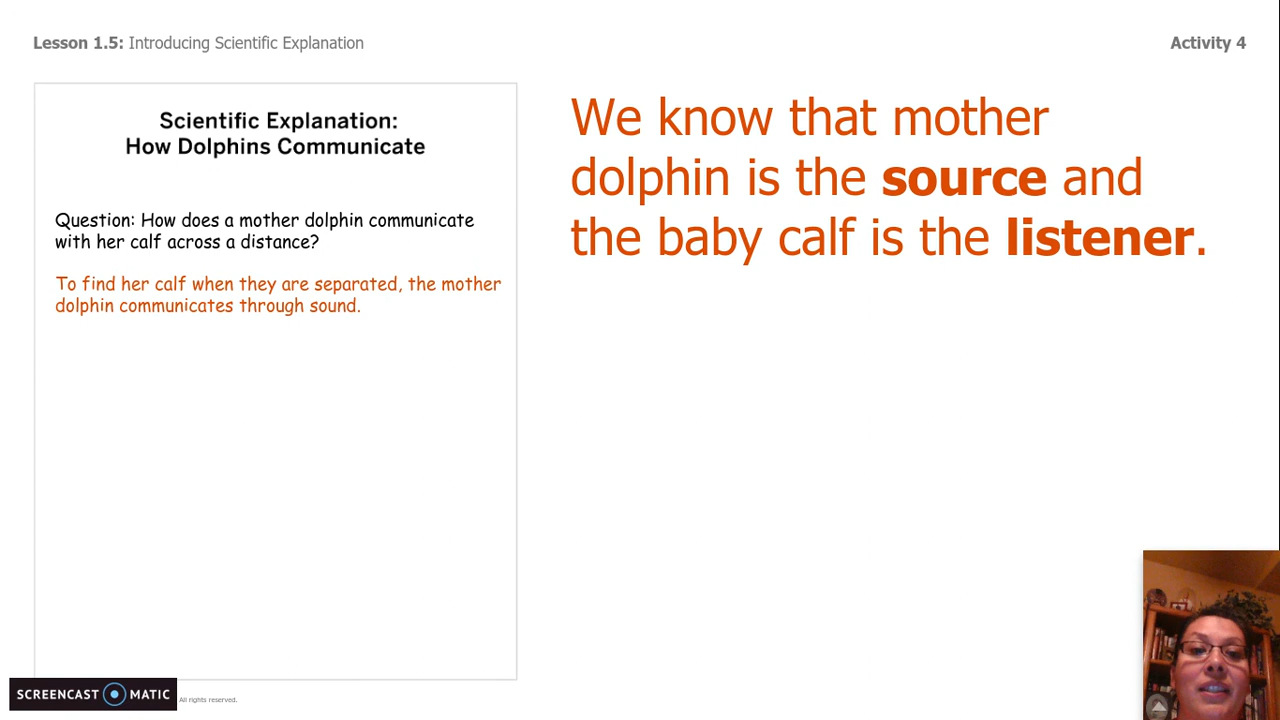 Lesson 1.5: Introducing Scientific Explanation
Activity 4
Scientific Explanation:
How Dolphins Communicate
Question: How does a mother dolphin communicate
with her calf across a distance?
To find her calf when they are separated, the mother
dolphin communicates through sound.
We know that mother
dolphin is the source and
the baby calf is the listener.
SCREENCAST MATIC
All rights reserved.